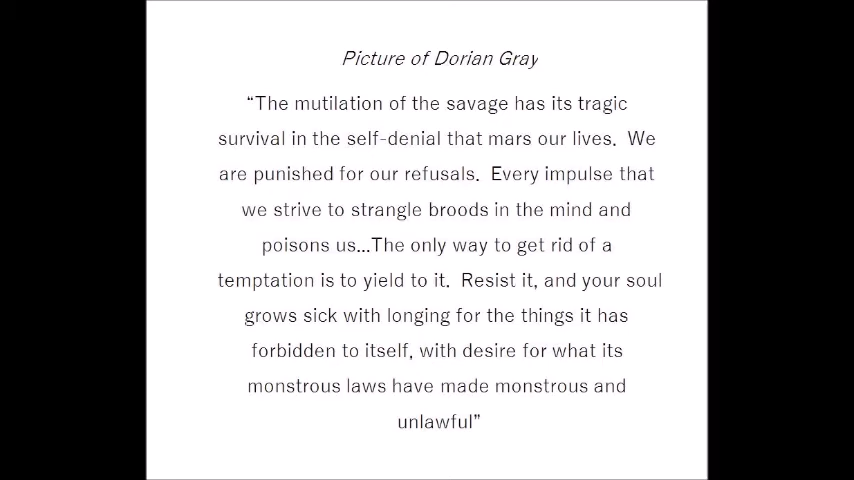 Picture of Dorian Gray
“The mutilation of the savage has its tragic
survival in the self-denial that mars our lives.  We
are punished for our refusals.  Every impulse that
we strive to strangle broods in the mind and
poisons us...The only way to get rid of a
temptation is to yield to it.  Resist it, and your soul
grows sick with longing for the things it has
forbidden to itself, with desire for what its
monstrous laws have made monstrous and
unlawful”